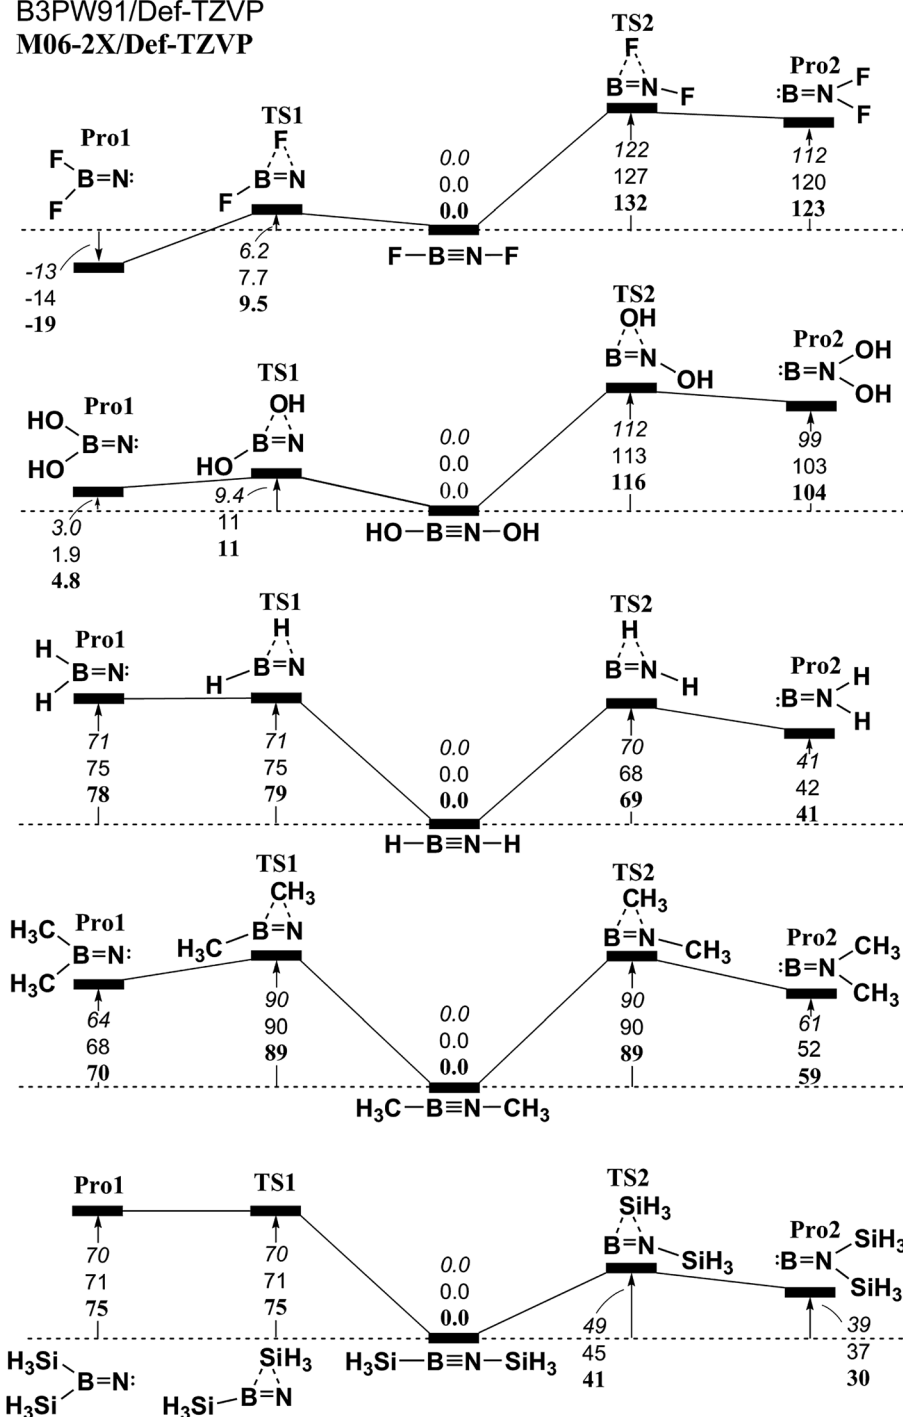 B3PW91/Def-TZVP
M06-2X/Def-TZVP
TS2
F
B N F
Pro2
:B=N F
F
TS1
F
F B=N
Pro1
F
B=N:
F
0.0
0.0
0.0
122
127
132
112
120
123
F—B≡N—F
6.2
7.7
9.5
-13
-14
-19
TS2
OH
B=N
OH
Pro2
:B=N OH
OH
TS1
OH
HO B=N
Pro1
HO
B=N:
HO
0.0
0.0
0.0
112
113
116
99
103
104
9.4
11
11
3.0
1.9
4.8
HO—B≡N—OH
TS1
H
H B=N
TS2
H
B=N H
Pro1
H
B=N:
H
Pro2
:B=N H
H
71
75
78
71
75
79
0.0
0.0
0.0
70
68
69
41
42
41
H—B≡N—H
TS1
CH3
H3C B=N
TS2
CH3
B=N CH3
Pro1
H3C
B=N:
H3C
Pro2
:B=N CH3
CH3
64
68
70
90
90
89
0.0
0.0
0.0
90
90
89
61
52
59
H3C—B≡N—CH3
Pro1
TS1
TS2
SiH3
B=N SiH3
Pro2
:B=N SiH3
SiH3
70
71
75
70
71
75
0.0
0.0
0.0
49
45
41
39
37
30
H3Si
B=N:
H3Si
SiH3
H3Si B=N
H3Si—B≡N—SiH3